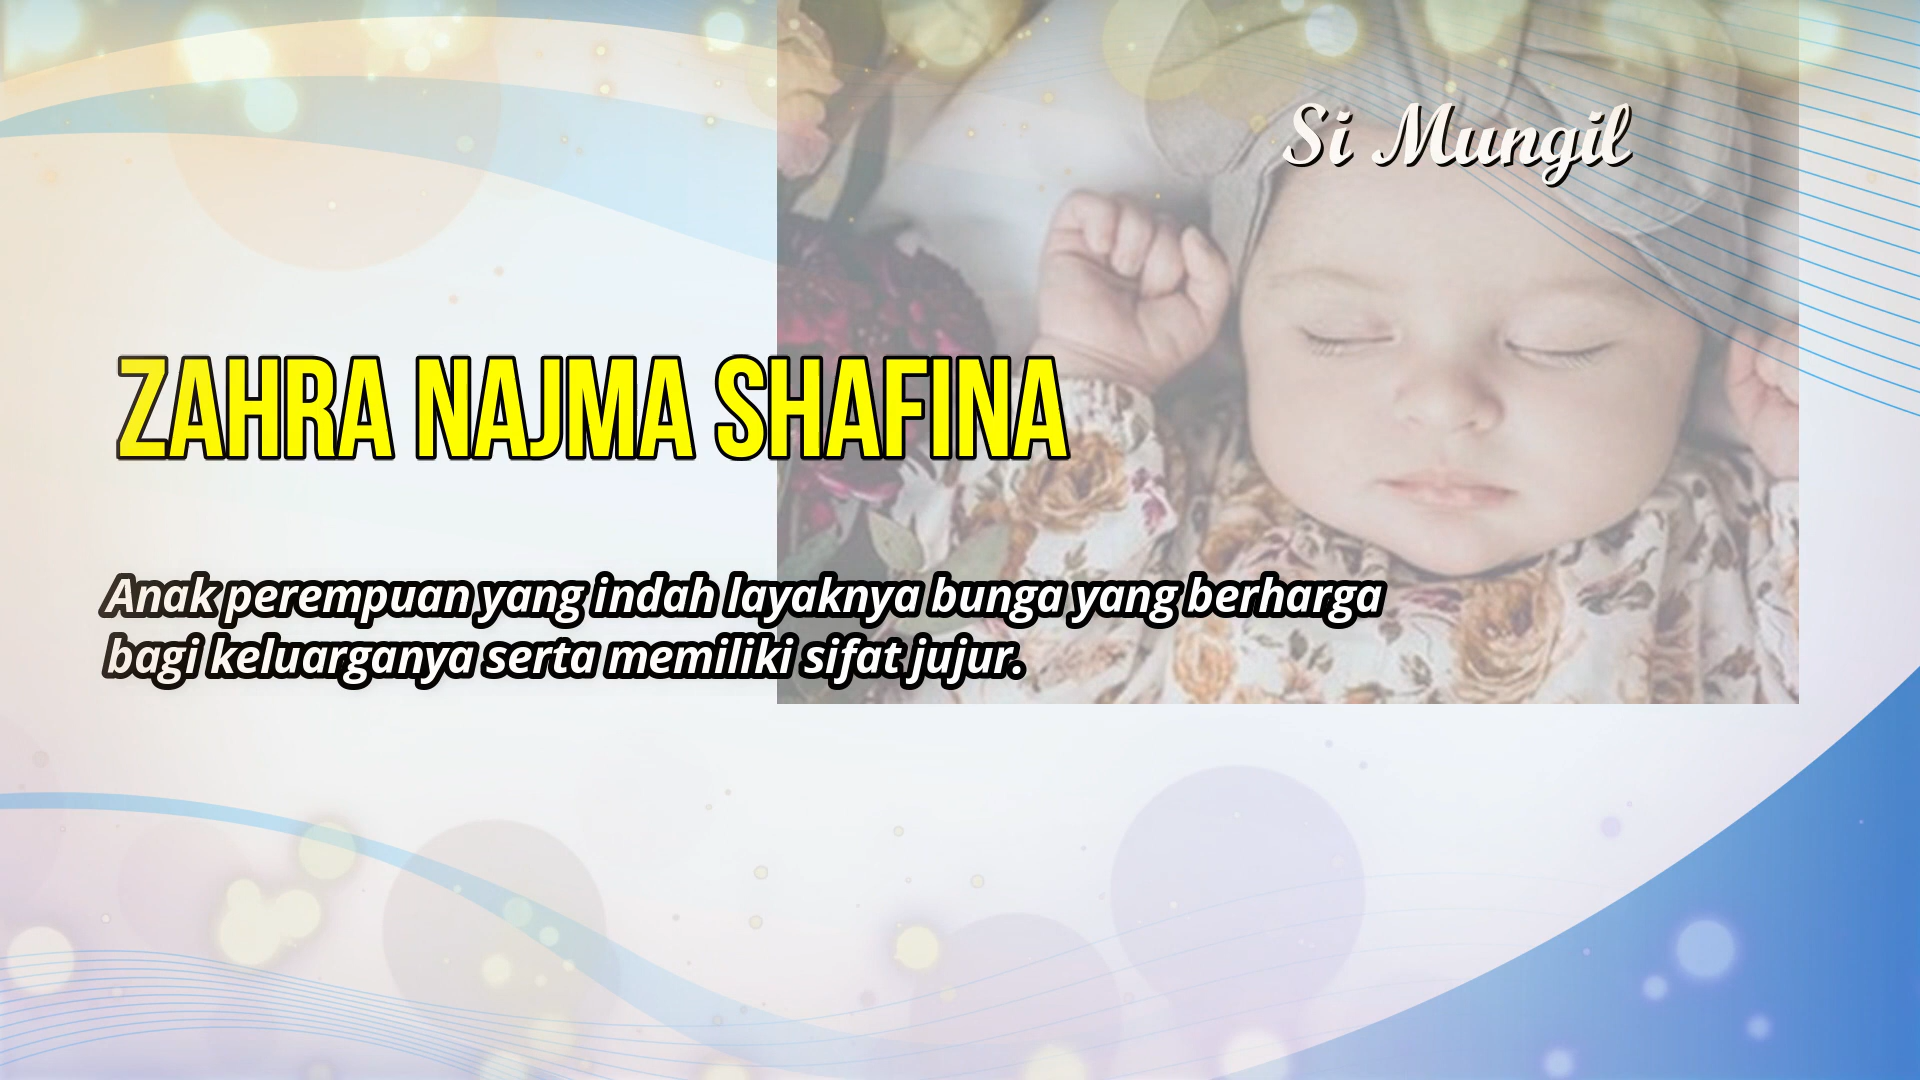 Si Mungil
ZAHRA NAJMA SHAFINA
Anak perempuan yang indah layaknya bunga yang berharga
bagi keluarganya serta memiliki sifat jujur.